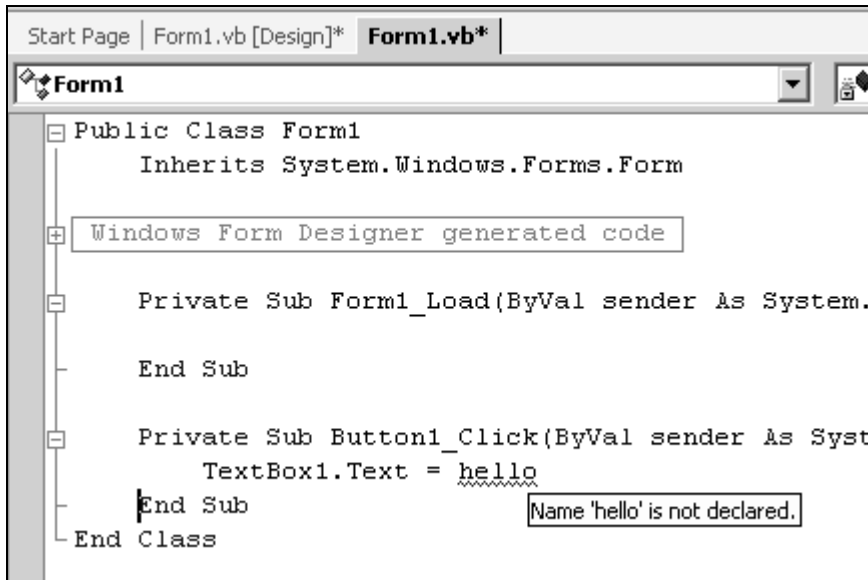 Start Page | Form1.vb [Design]* Form1.vb*
Form1
Public Class Form1
Inherits System.Windows.Forms.Form
Windows Form Designer generated code
Private Sub Form1_Load(ByVal sender As System.
End Sub
Private Sub Button1_Click(ByVal sender As Syst
TextBox1.Text = hello
End Sub
Name 'hello' is not declared.
End Class